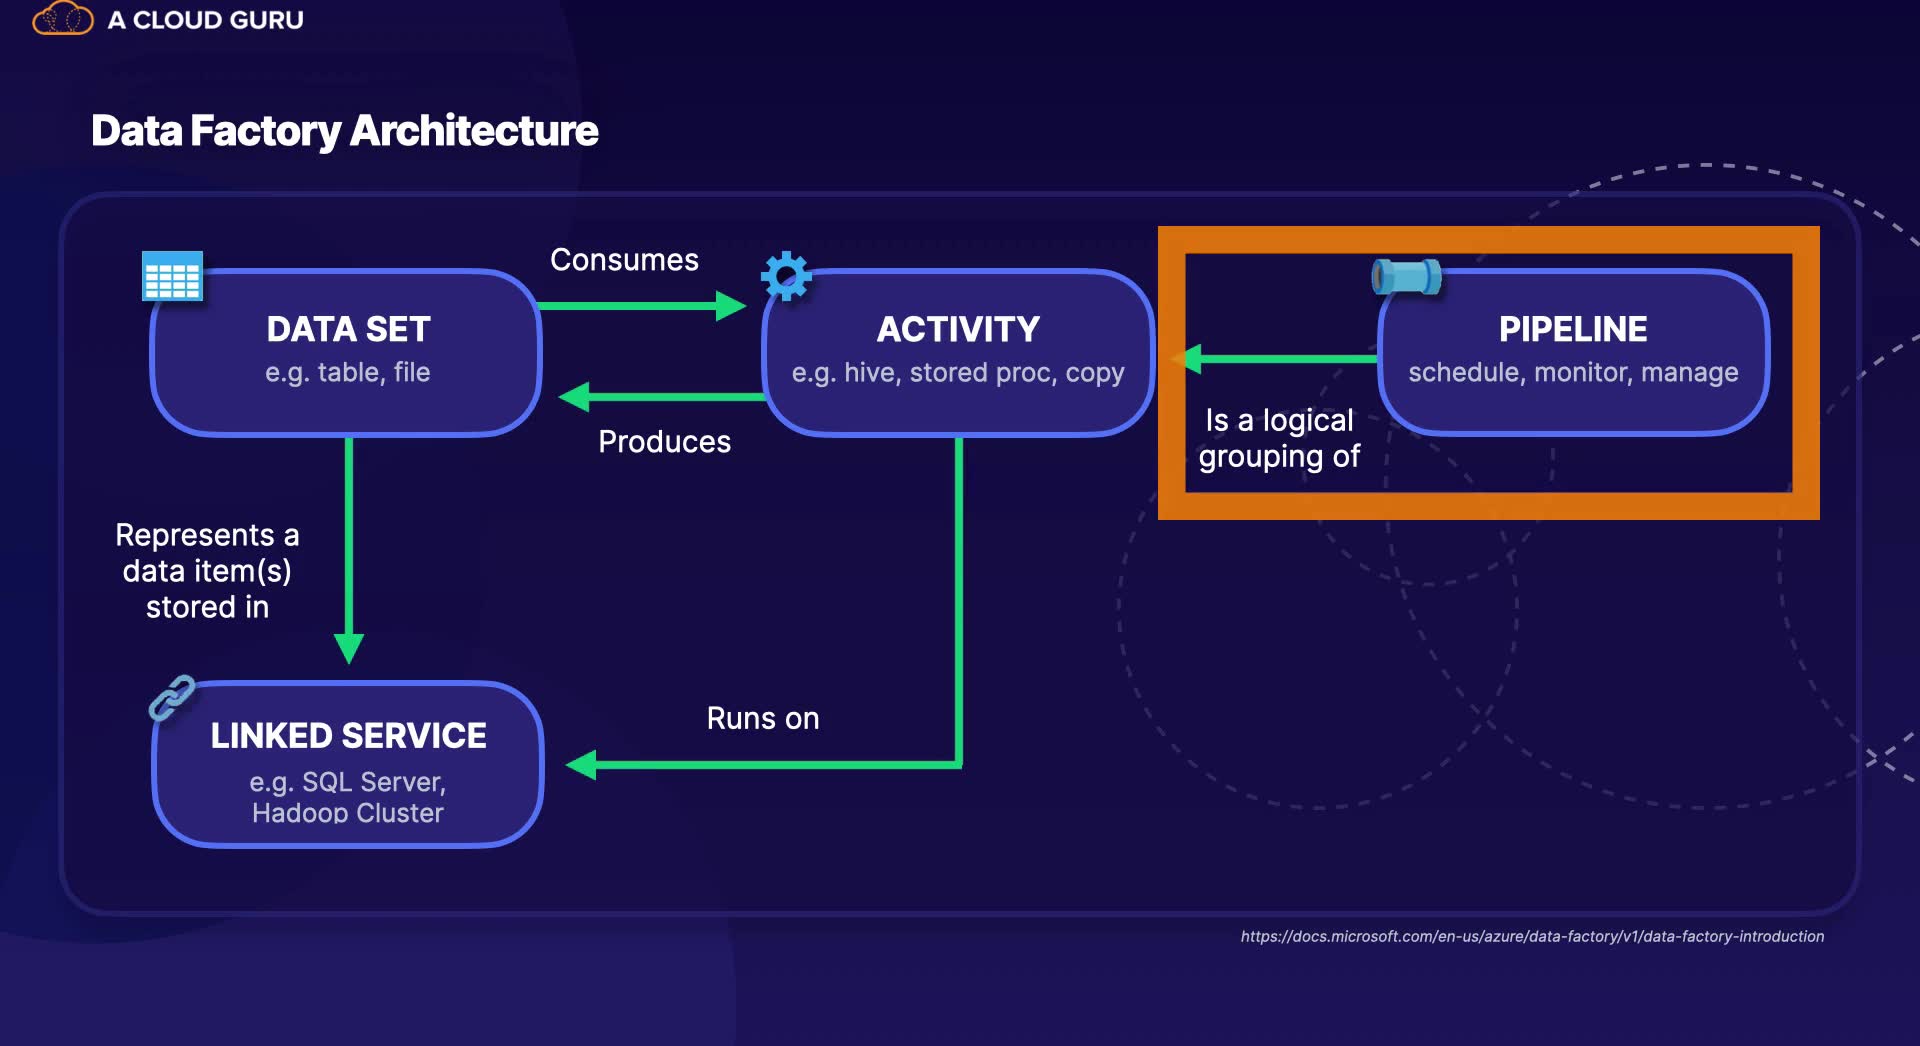 A CLOUD GURU
Data Factory Architecture
Consumes
DATA SET
e.g. table, file
ACTIVITY
e.g. hive, stored proc, copy
PIPELINE
schedule, monitor, manage
Is a logical
grouping of
Produces
Represents a
data item(s)
stored in
Runs on
LINKED SERVICE
e.g. SQL Server,
Hadoop Cluster
https://docs.microsoft.com/en-us/azure/data-factory/v1/data-factory-introduction